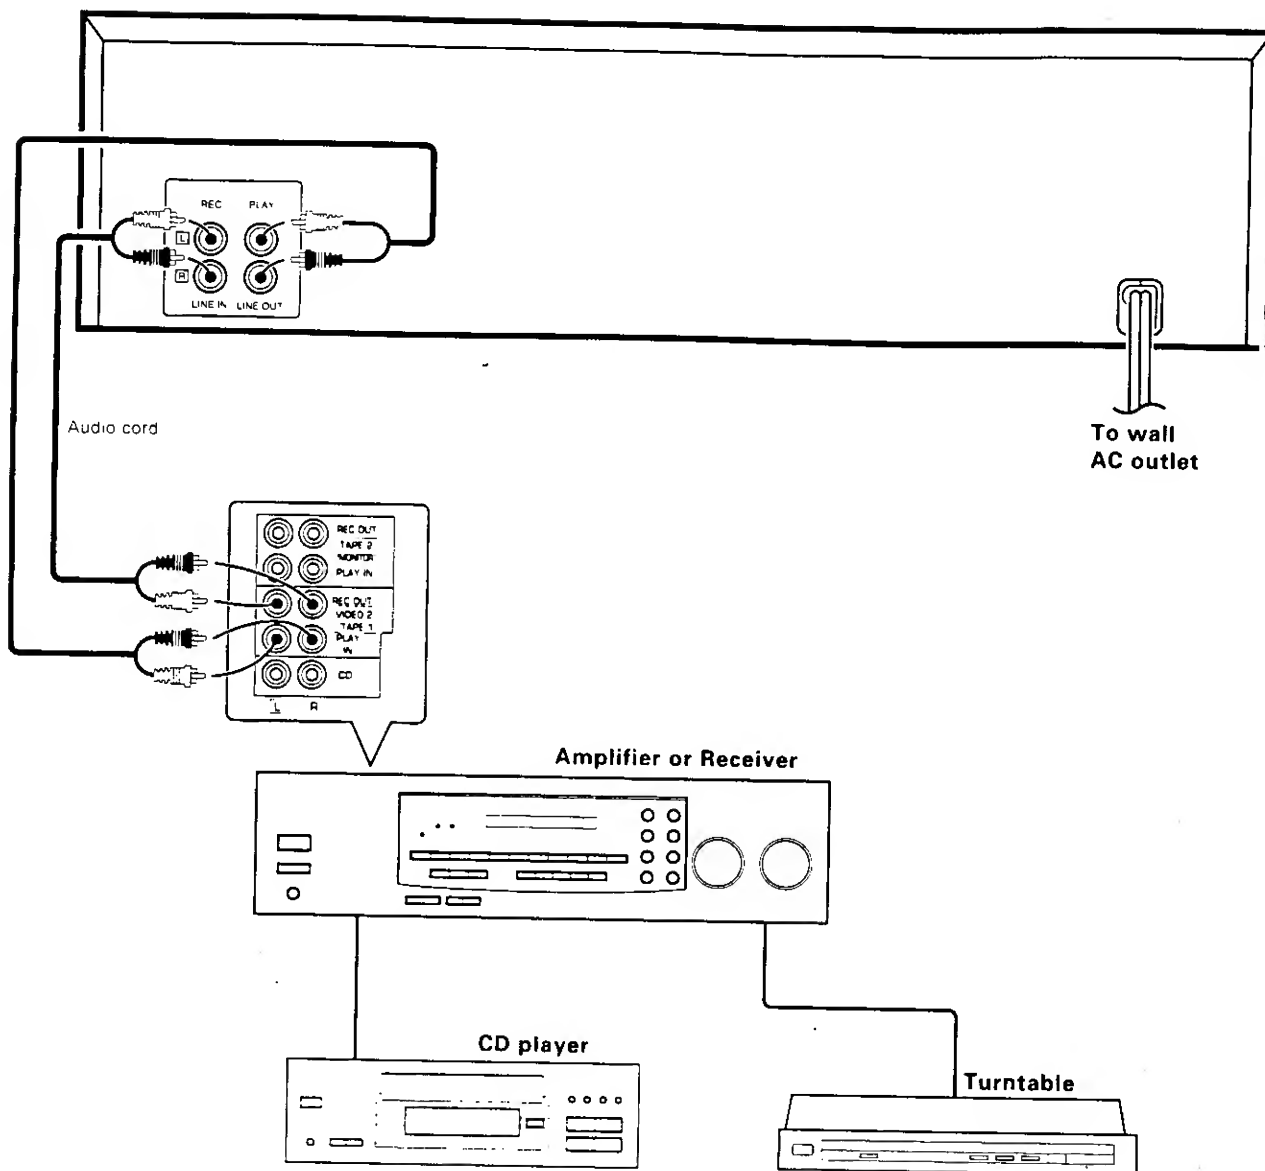 REC PLAY
L
R
LINE IN LINE OUT
To wall
AC outlet
Audio cord
REC OUT
TAPE 2
MONITOR
PLAY IN
REC OUT
VIDEO 2
TAPE 1
PLAY
IN
CD
L R
Amplifier or Receiver
CD player
Turntable